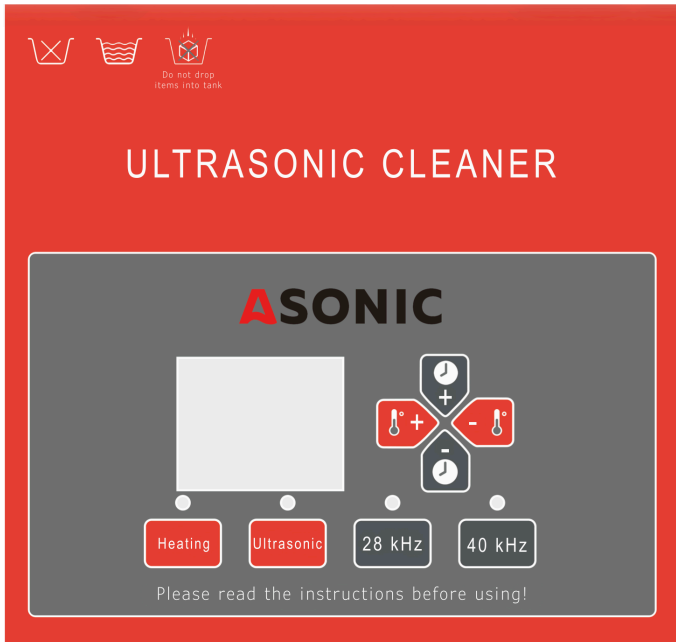 Do not drop
items into tank
ULTRASONIC CLEANER
ASONIC
+
+ -
-
Heating Ultrasonic 28 kHz 40 kHz
Please read the instructions before using!